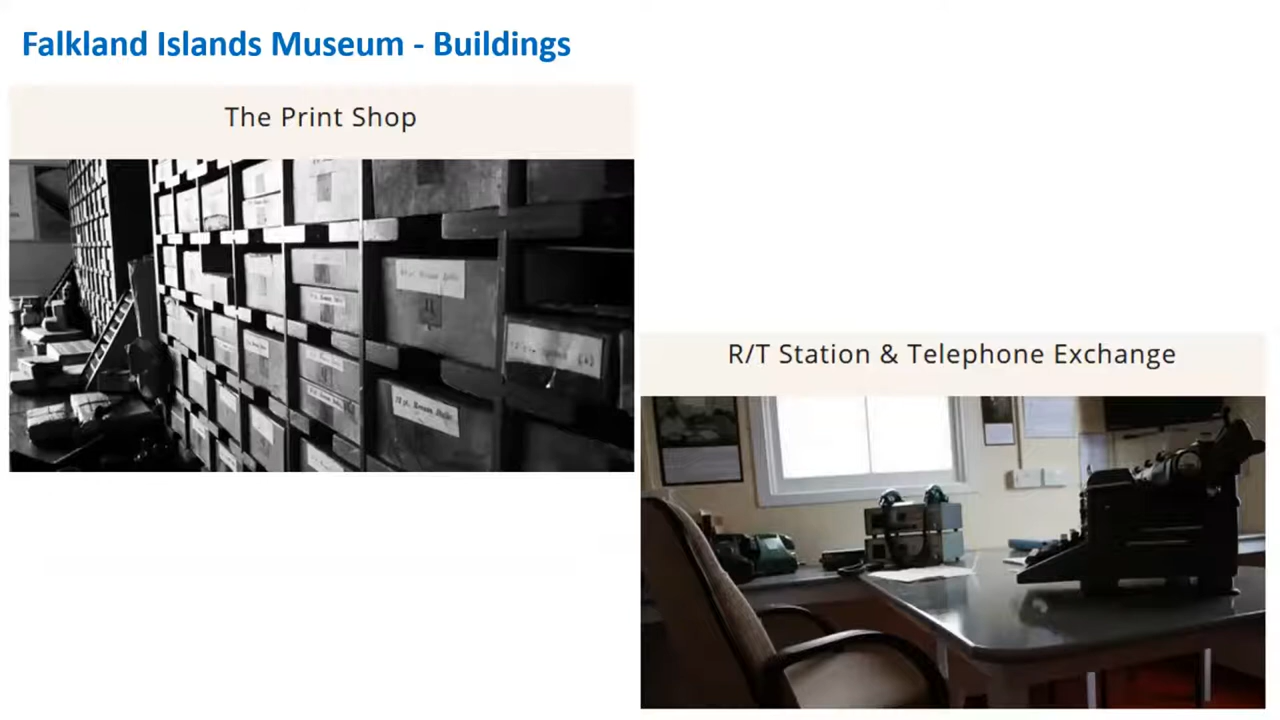 Falkland Islands Museum - Buildings
The Print Shop
R/T Station & Telephone Exchange